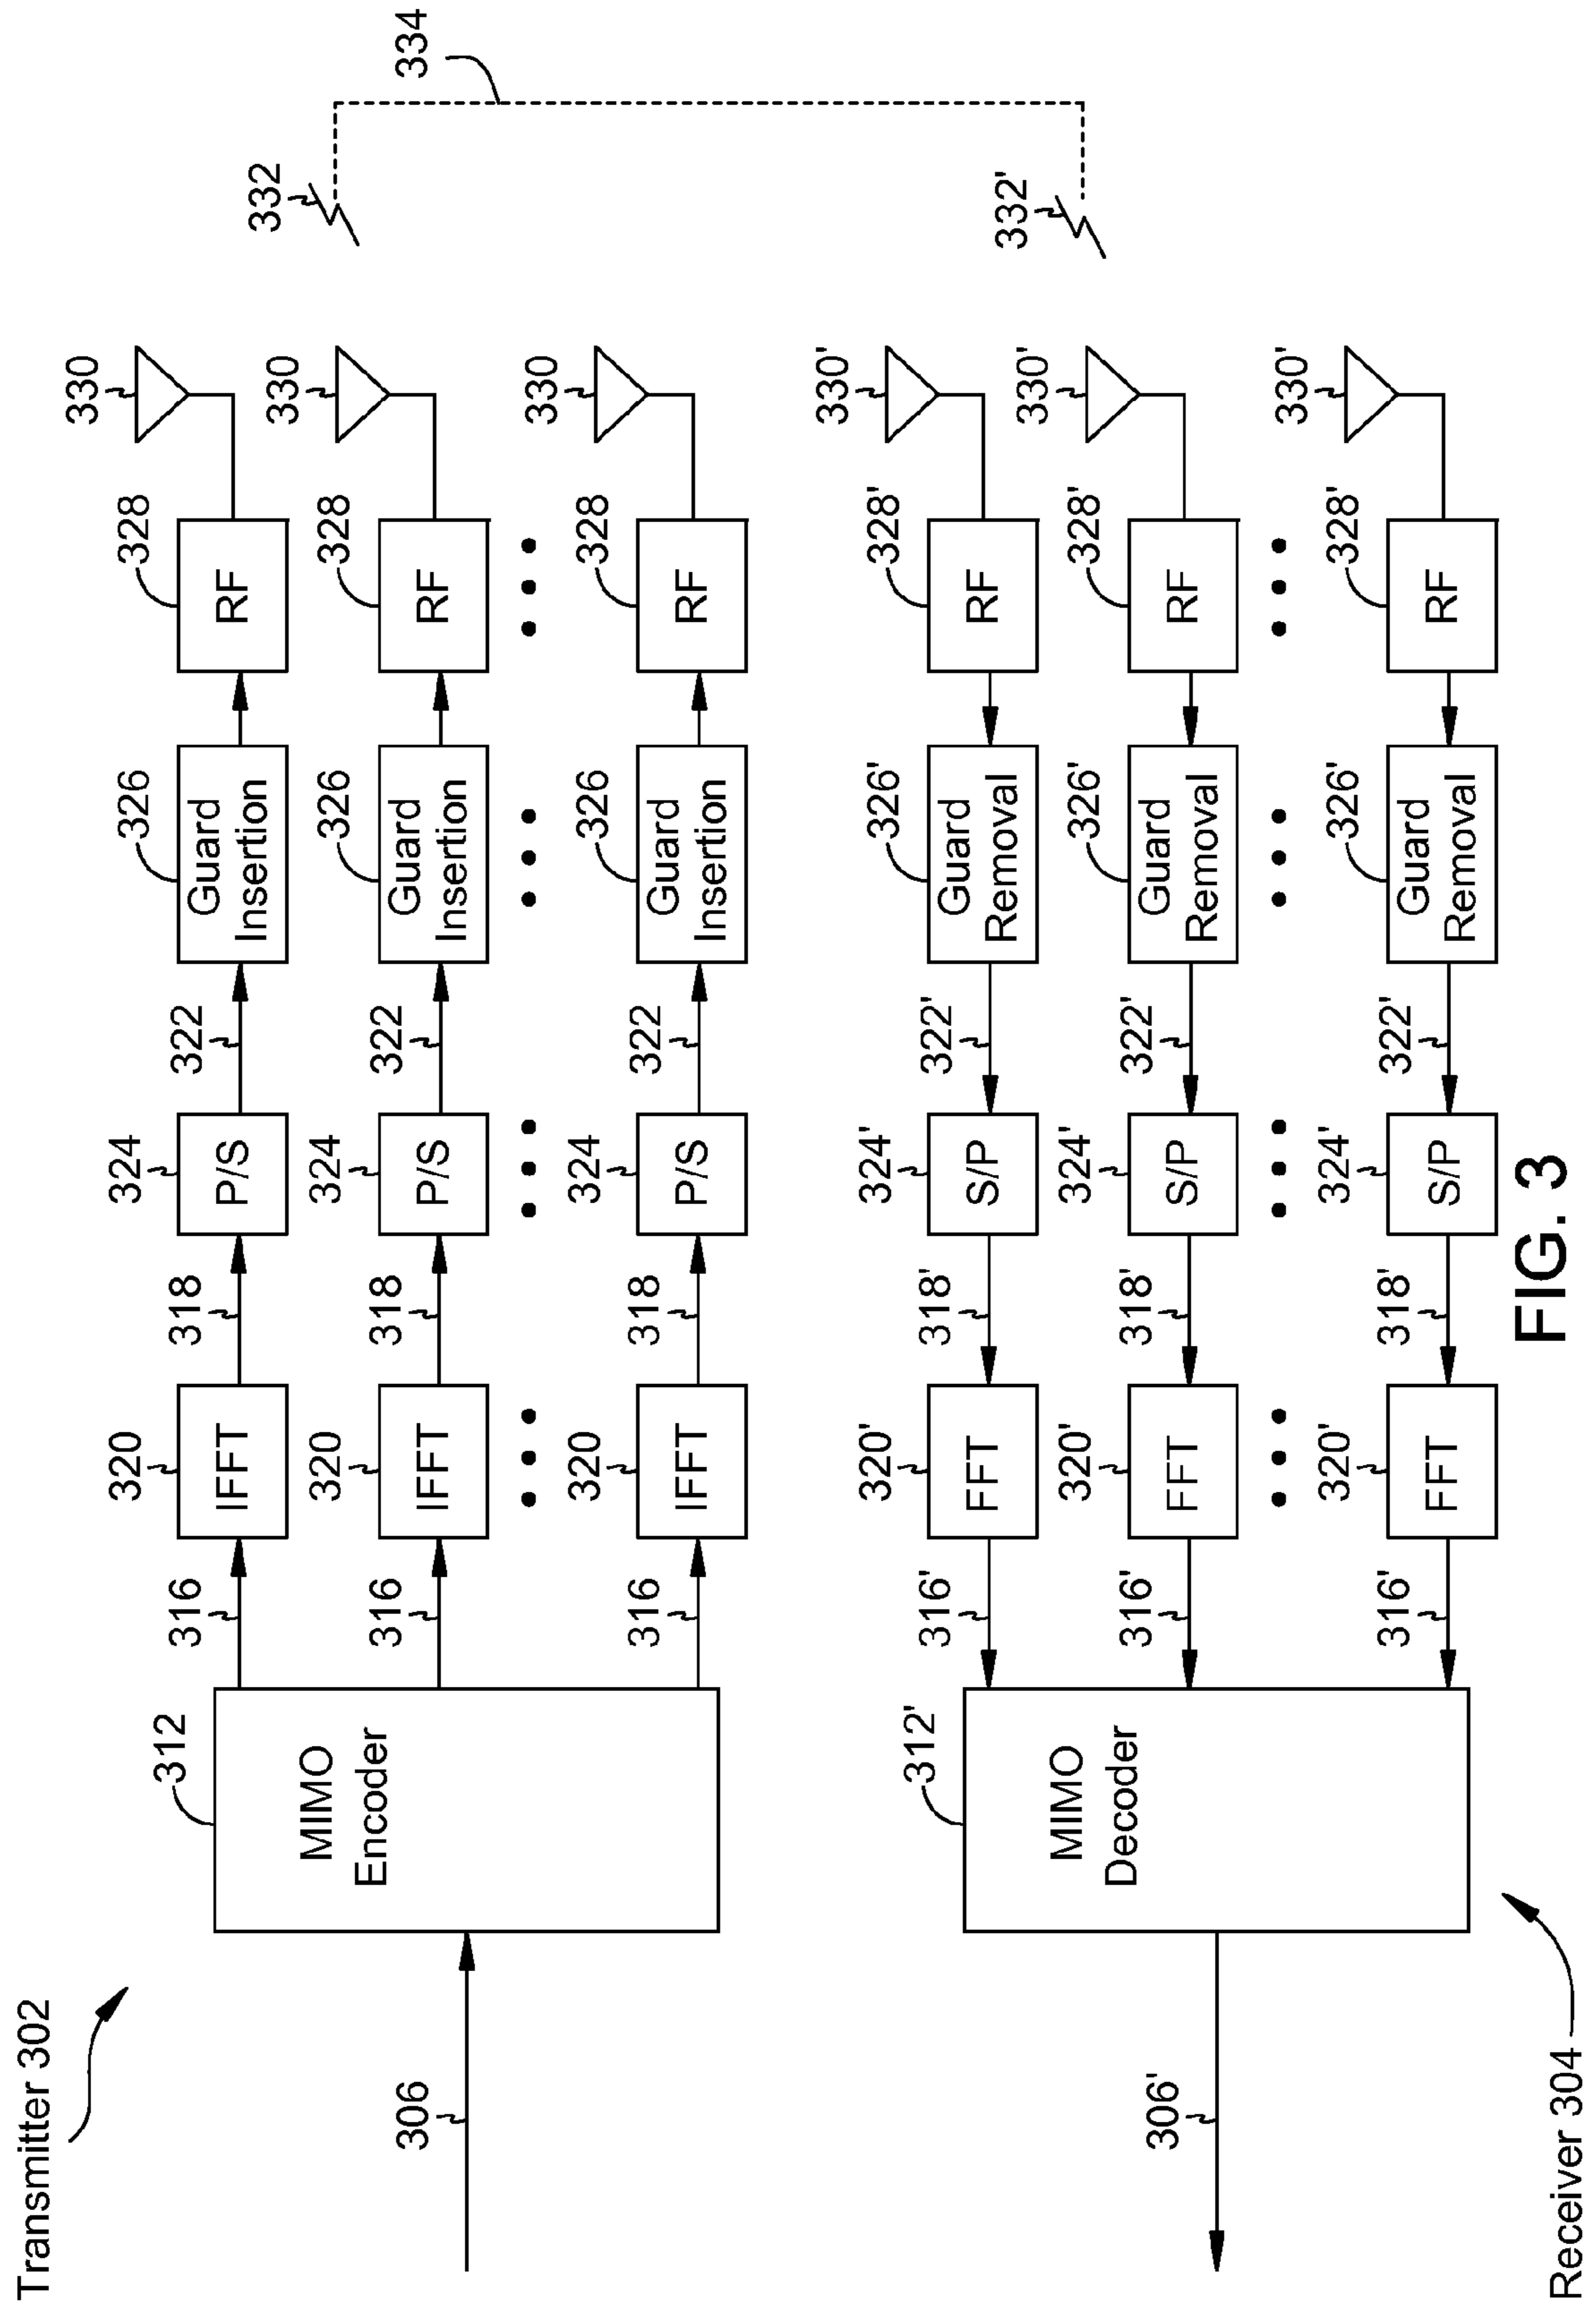 Transmitter 302
306
312
MIMO
Encoder
316
320
IFFT
318
324
P/S
322
326
Guard
Insertion
328
RF
330
316
320
IFFT
318
324
P/S
322
326
Guard
Insertion
328
RF
330
316
320
IFFT
318
324
P/S
322
326
Guard
Insertion
328
RF
330
332
334
332'
306'
312'
MIMO
Decoder
316'
320'
FFT
318'
324'
S/P
322'
326'
Guard
Removal
328'
RF
330'
316'
320'
FFT
318'
324'
S/P
322'
326'
Guard
Removal
328'
RF
330'
316'
320'
FFT
318'
324'
S/P
322'
326'
Guard
Removal
328'
RF
330'
Receiver 304
FIG. 3